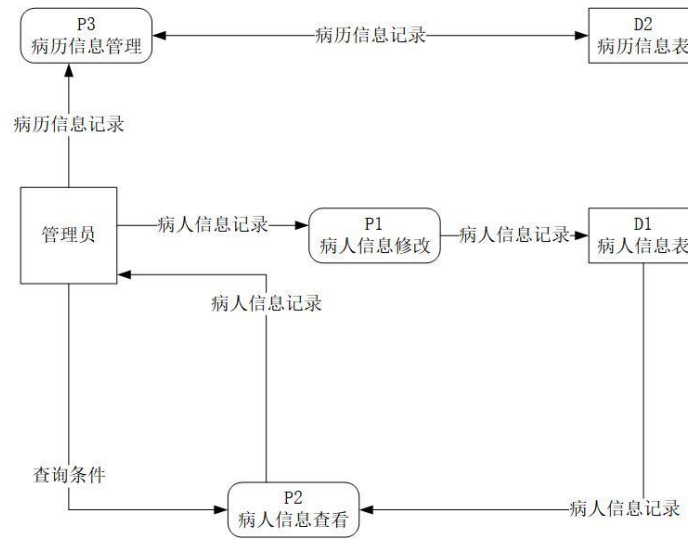 P3
病历信息管理
病历信息记录
D2
病历信息表
病历信息记录
管理员
病人信息记录
P1
病人信息修改
病人信息记录
D1
病人信息表
病人信息记录
查询条件
P2
病人信息查看
病人信息记录